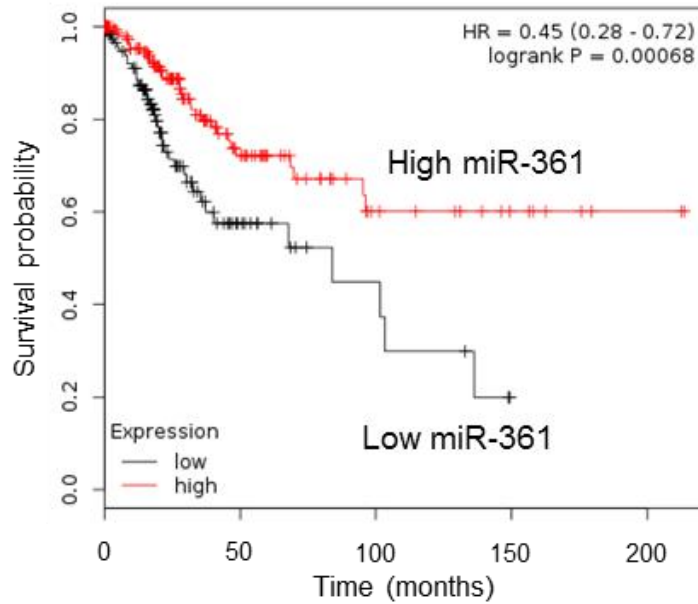 HR = 0.45 (0.28 - 0.72)
logrank P = 0.00068
Survival probability
1.0
0.8
0.6
0.4
0.2
0.0
High miR-361
Low miR-361
Expression
low
high
0 50 100 150 200
Time (months)